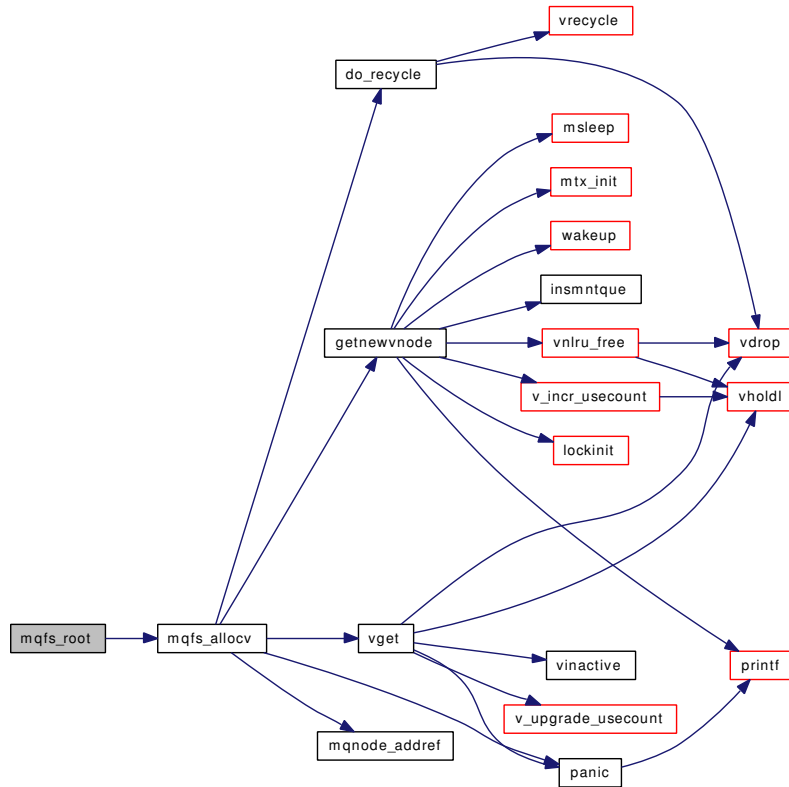 vrecycle
do_recycle
msleep
mtx_init
wakeup
insmntque
getnewvnode
vnlru_free
vdrop
v_incr_usecount
vholdl
lockinit
mqfs_root
mqfs_allocv
vget
vinactive
printf
v_upgrade_usecount
mqnode_addref
panic